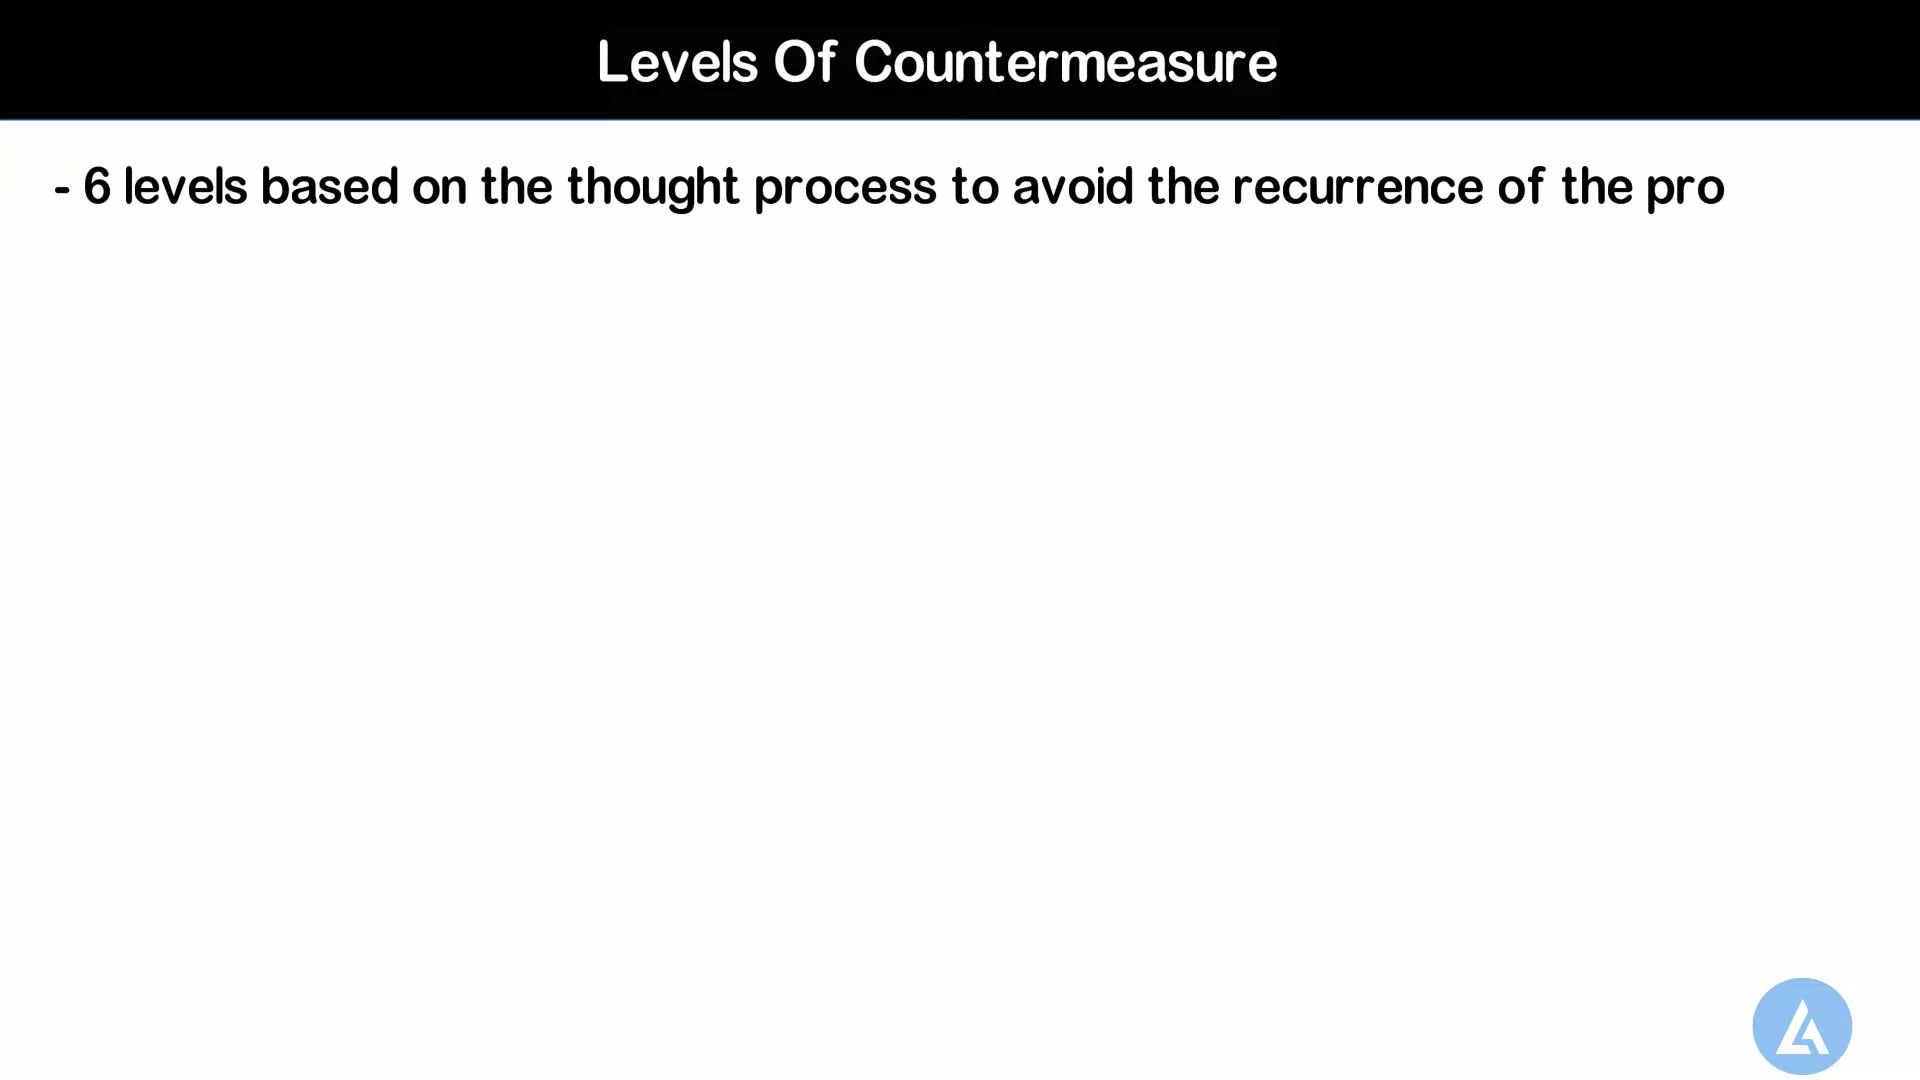 Levels Of Countermeasure
- 6 levels based on the thought process to avoid the recurrence of the pro